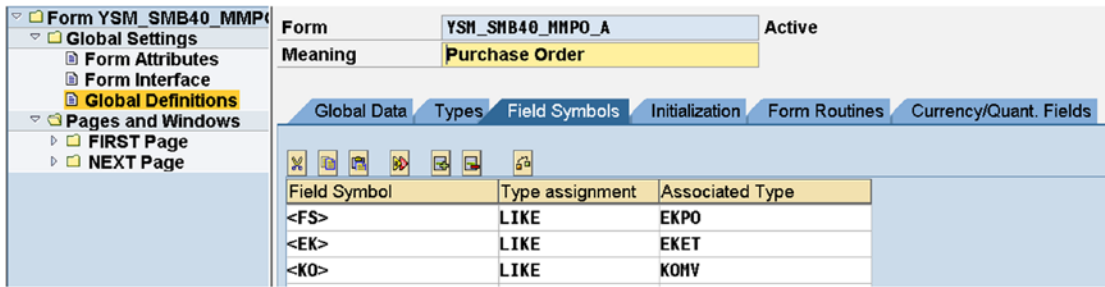 Form YSM_SMB40_MMP(
Global Settings
Form Attributes
Form Interface
Global Definitions
Pages and Windows
FIRST Page
NEXT Page
Form YSM_SMB40_MMPO_A Active
Meaning Purchase Order
Global Data Types Field Symbols Initialization Form Routines Currency/Quant. Fields
Field Symbol Type assignment Associated Type
<FS> LIKE EKPO
<EK> LIKE EKET
<KO> LIKE KOMV